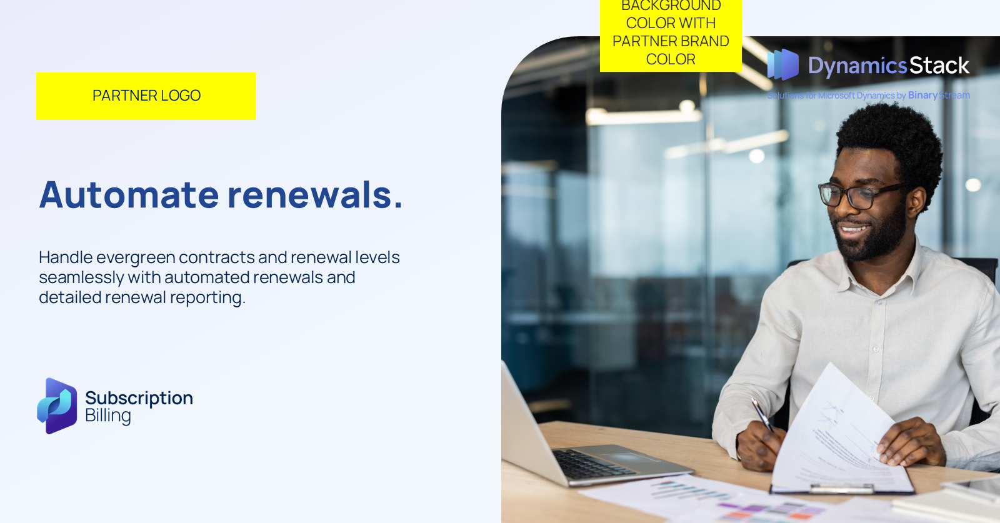 BACKGROUND
COLOR WITH
PARTNER BRAND
COLOR
DynamicsStack
Solutions for Microsoft Dynamics by Binary Stream
PARTNER LOGO
Automate renewals.
Handle evergreen contracts and renewal levels
seamlessly with automated renewals and
detailed renewal reporting.
Subscription
Billing